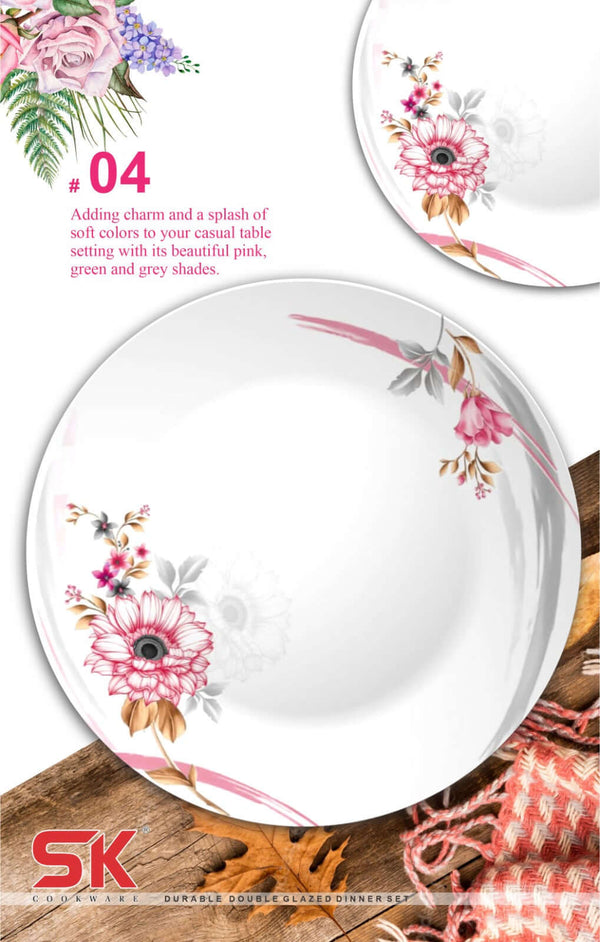 # 04
Adding charm and a splash of
soft colors to your casual table
setting with its beautiful pink,
green and grey shades.
SK®
COOKWARE
DURABLE DOUBLE GLAZED DINNER SET